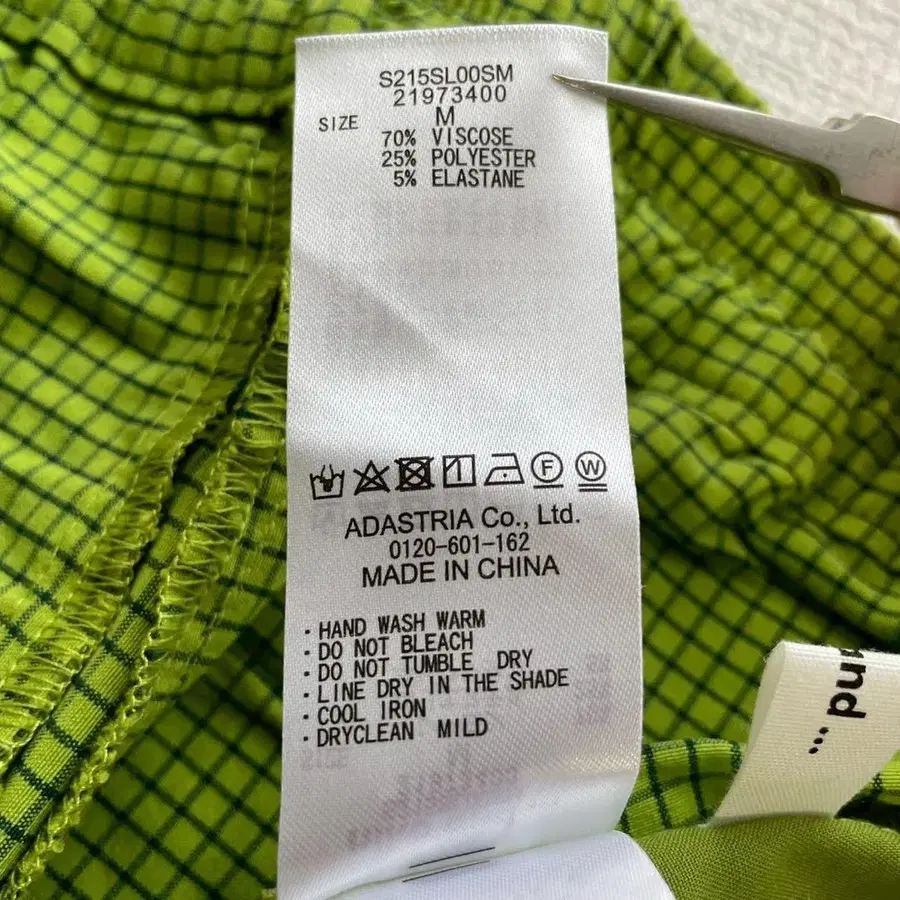 S215SL00SM
21973400
SIZE M
70% VISCOSE
25% POLYESTER
5% ELASTANE
F W
ADASTRIA Co., Ltd.
0120-601-162
MADE IN CHINA
· HAND WASH WARM
· DO NOT BLEACH
· DO NOT TUMBLE DRY
· LINE DRY IN THE SHADE
· COOL IRON
· DRYCLEAN MILD
nd...